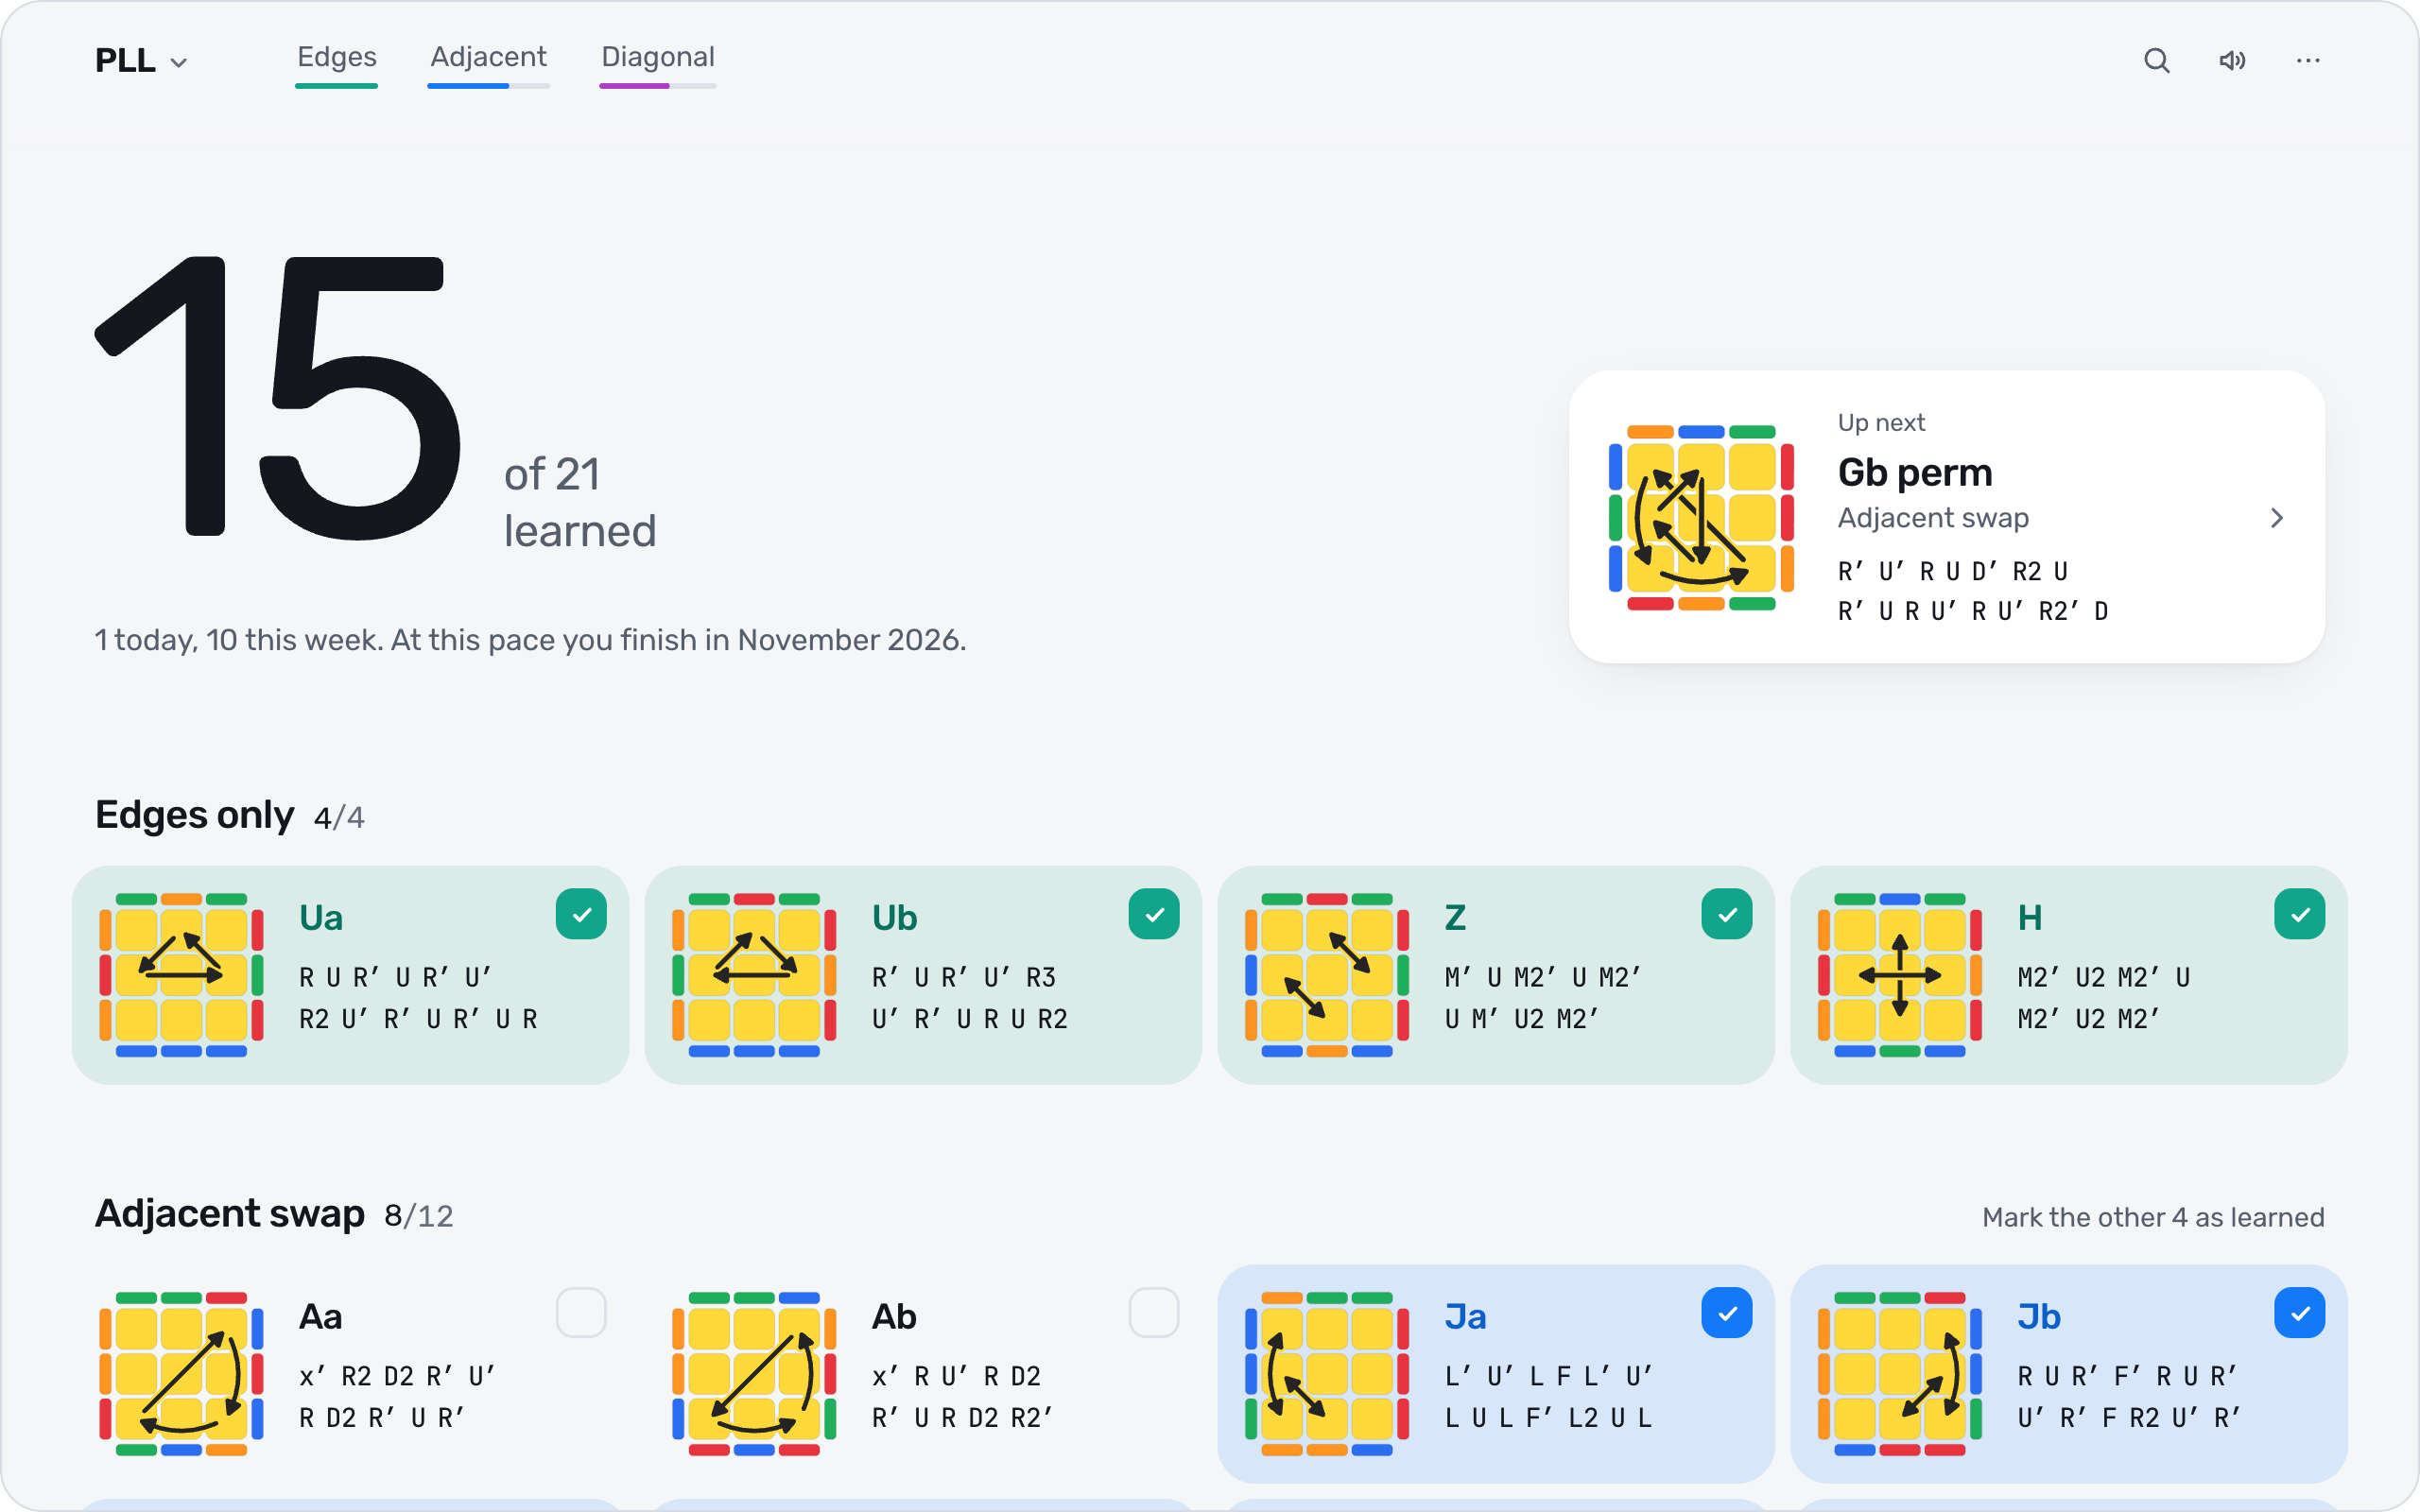 PLL
Edges
Adjacent
Diagonal
15
of 21
learned
1 today, 10 this week. At this pace you finish in November 2026.
Up next
Gb perm
Adjacent swap
R′ U′ R U D′ R2 U
R′ U R U′ R U′ R2′ D
Edges only 4/4
Ua
R U R′ U R′ U′
R2 U′ R′ U R′ U R
Ub
R′ U R′ U′ R3
U′ R′ U R U R2
Z
M′ U M2′ U M2′
U M′ U2 M2′
H
M2′ U2 M2′ U
M2′ U2 M2′
Adjacent swap 8/12
Mark the other 4 as learned
Aa
x′ R2 D2 R′ U′
R D2 R′ U R′
Ab
x′ R U′ R D2
R′ U R D2 R2′
Ja
L′ U′ L F L′ U′
L U L F′ L2 U L
Jb
R U R′ F′ R U R′
U′ R′ F R2 U′ R′